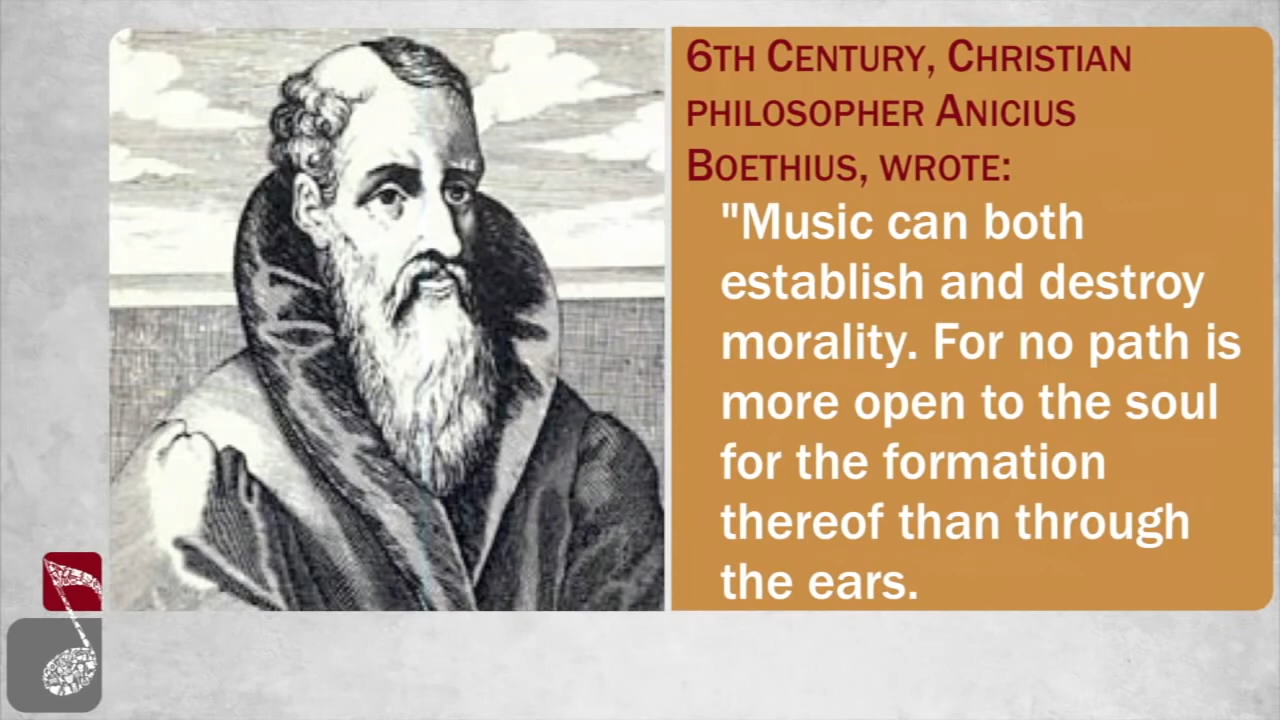 6TH CENTURY, CHRISTIAN
PHILOSOPHER ANICIUS
BOETHIUS, WROTE:
"Music can both
establish and destroy
morality. For no path is
more open to the soul
for the formation
thereof than through
the ears.